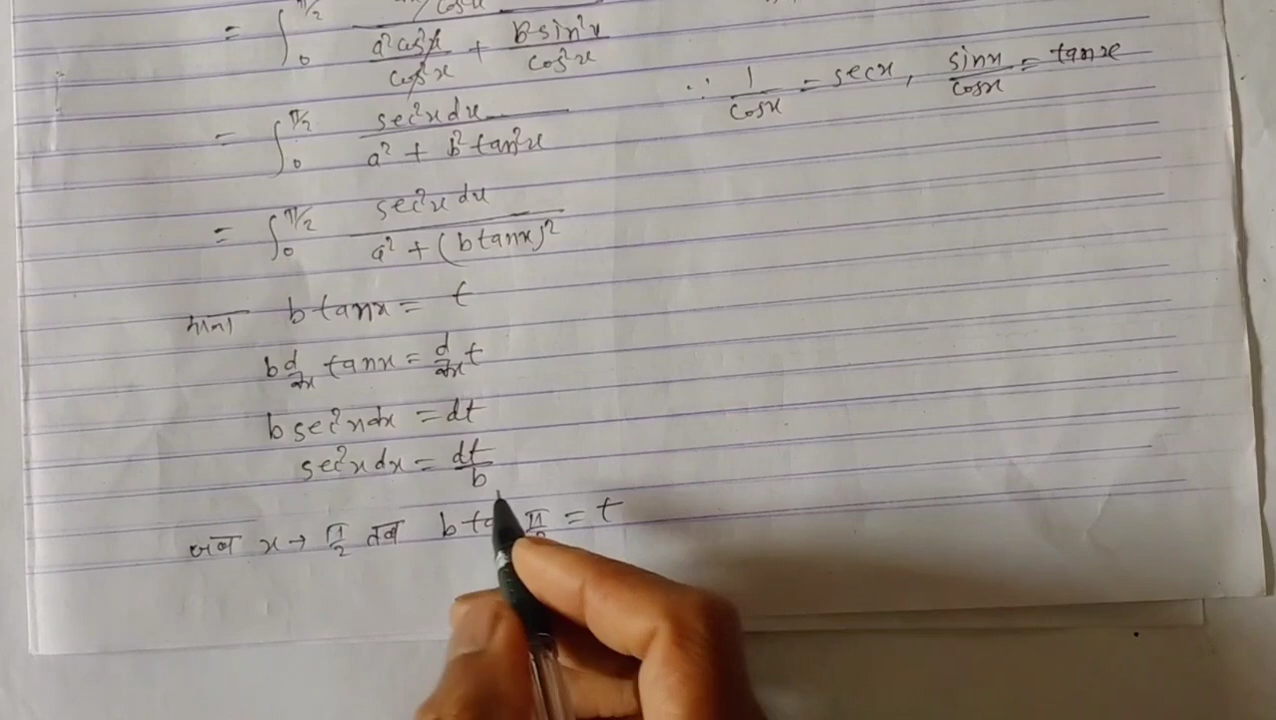 = ∫₀^π/2 / a²cos²x/cos²x + b²sin²x/cos²x
∵ 1/cosx = secx, sinx/cosx = tanx
= ∫₀^π/2 sec²x dx / a² + b² tan²x
= ∫₀^π/2 sec²x dx / a² + (b tanx)²
माना b tanx = t
b d/dx tanx = d/dx t
b sec²x dx = dt
sec²x dx = dt/b
जब x → π/2 तब b π/2 = t